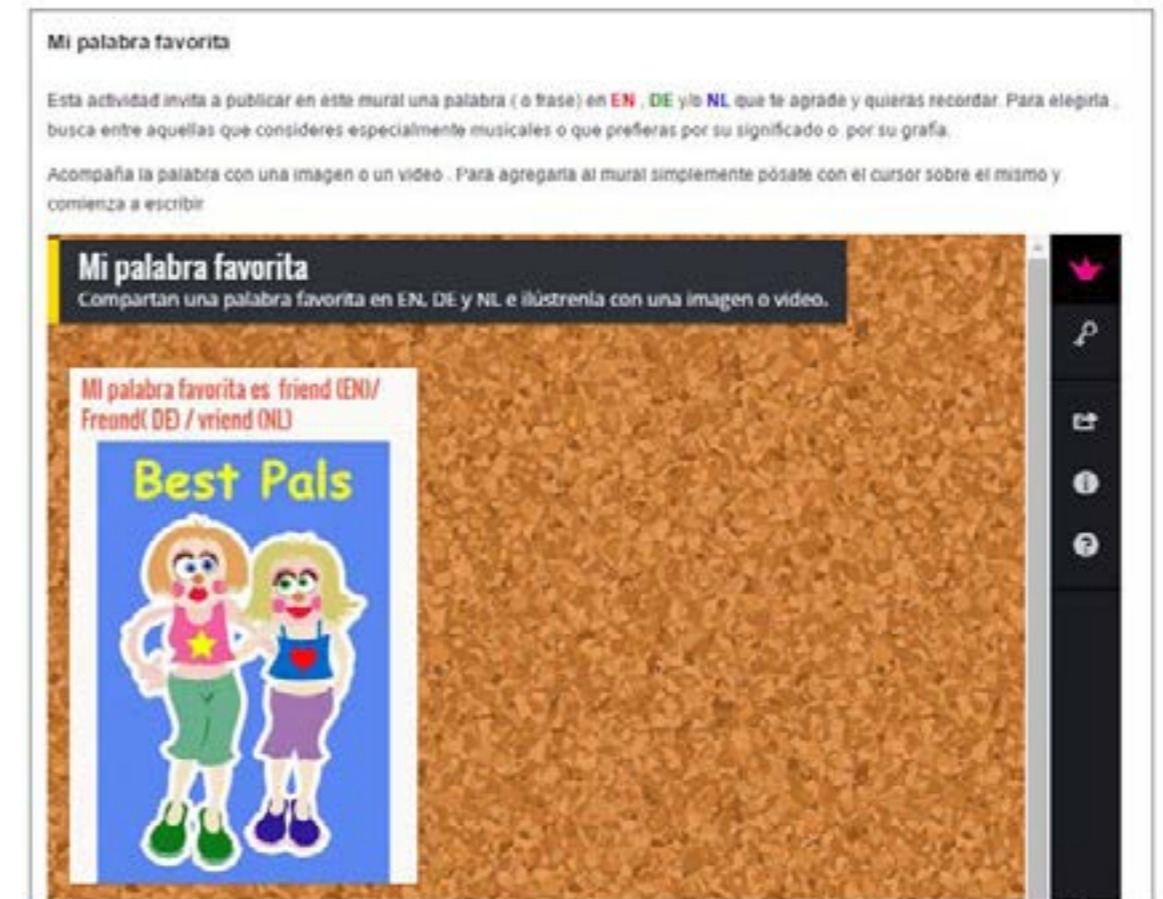 Mi palabra favorita
Esta actividad invita a publicar en este mural una palabra ( o frase) en EN , DE y/o NL que te agrade y quieras recordar. Para elegirla ,
busca entre aquellas que consideres especialmente musicales o que prefieras por su significado o por su grafía.
Acompaña la palabra con una imagen o un video . Para agregarla al mural simplemente pósate con el cursor sobre el mismo y
comienza a escribir
Mi palabra favorita
Compartan una palabra favorita en EN, DE y NL e ilústrenla con una imagen o video.
MI palabra favorita es friend (EN)/
Freond( DE) / vriend (NL)
Best Pals